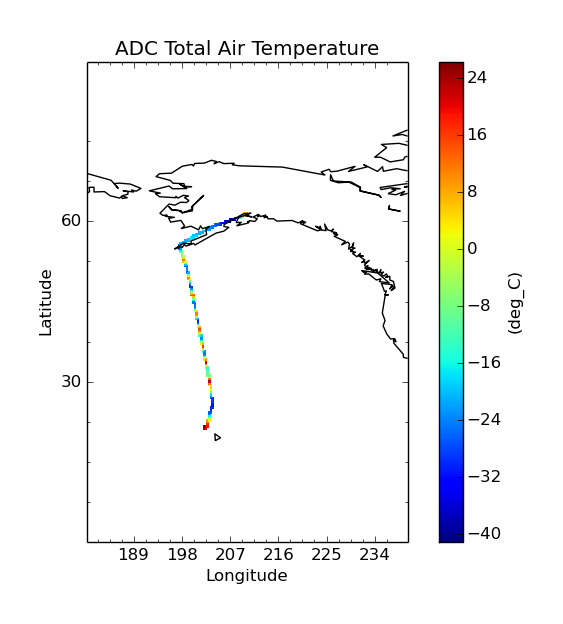 ADC Total Air Temperature
60
30
Latitude
189 198 207 216 225 234
Longitude
24
16
8
0
−8
−16
−24
−32
−40
(deg_C)